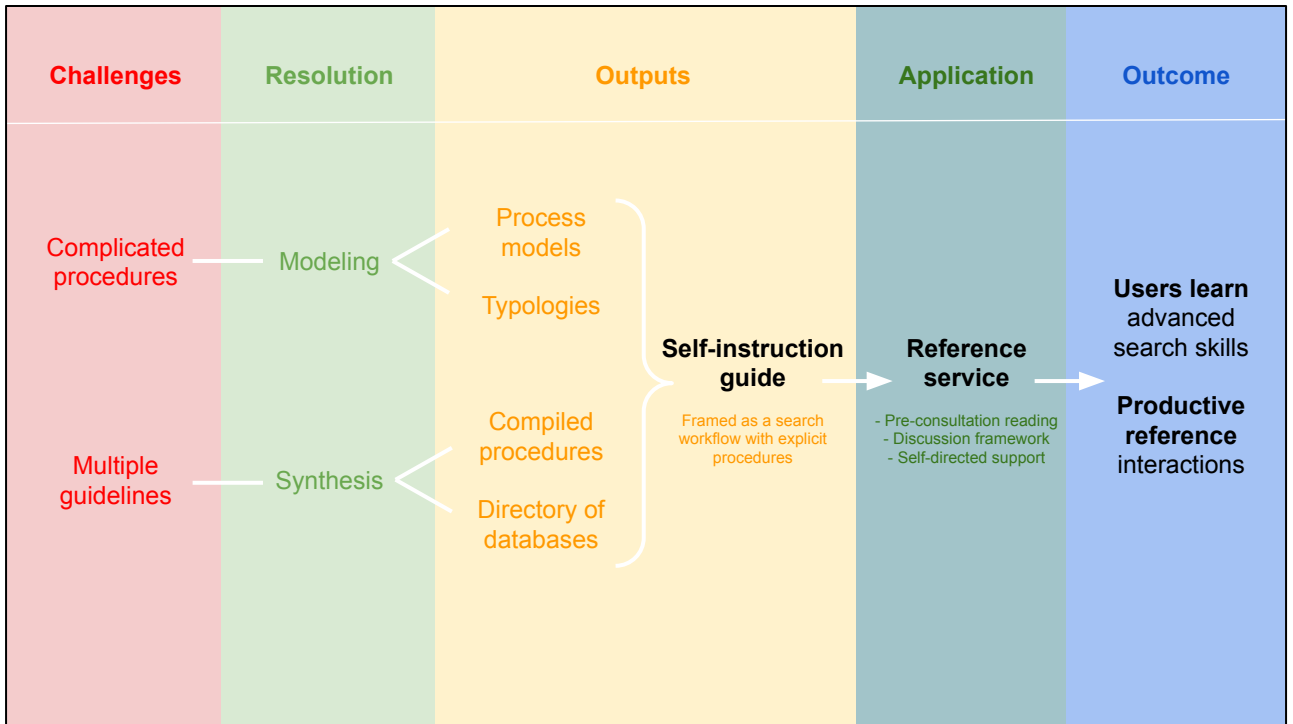 Challenges
Resolution
Outputs
Application
Outcome
Complicated
procedures
Modeling
Process
models
Typologies
Multiple
guidelines
Synthesis
Compiled
procedures
Directory of
databases
Self-instruction
guide
Framed as a search
workflow with explicit
procedures
Reference
service
- Pre-consultation reading
- Discussion framework
- Self-directed support
Users learn
advanced
search skills
Productive
reference
interactions